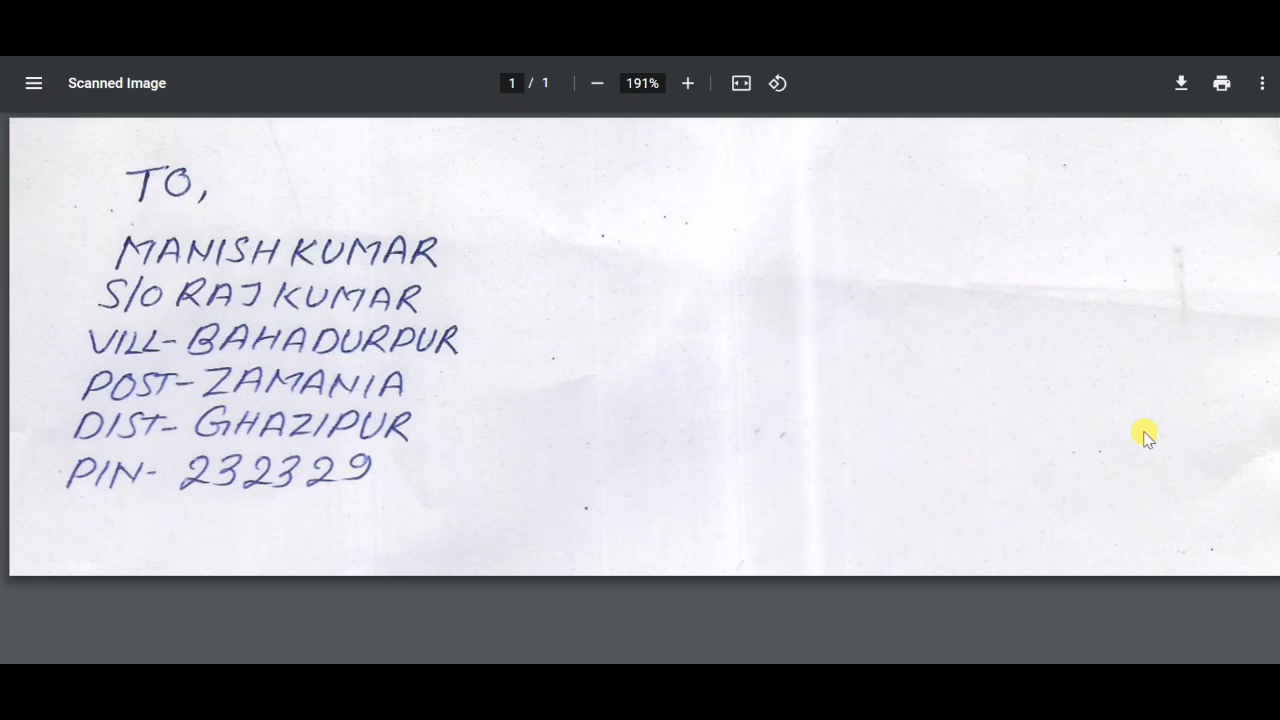 Scanned Image
1 / 1
191%
TO,
MANISH KUMAR
S/O RAJ KUMAR
VILL- BAHADURPUR
POST- ZAMANIA
DIST- GHAZIPUR
PIN- 232329